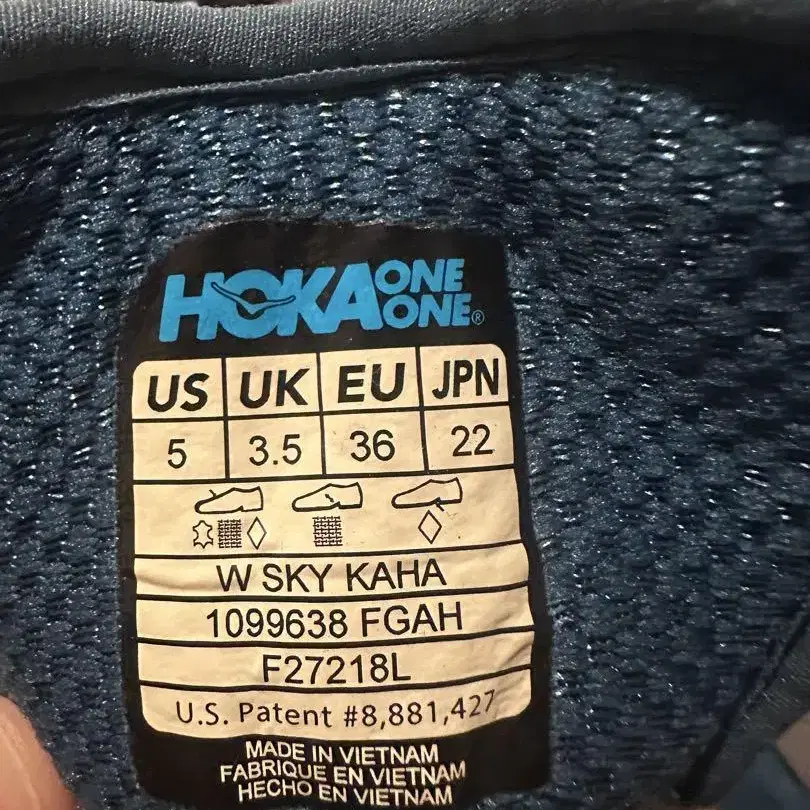 HOKA ONE ONE®
US UK EU JPN
5 3.5 36 22
W SKY KAHA
1099638 FGAH
F27218L
U.S. Patent #8,881,427
MADE IN VIETNAM
FABRIQUE EN VIETNAM
HECHO EN VIETNAM